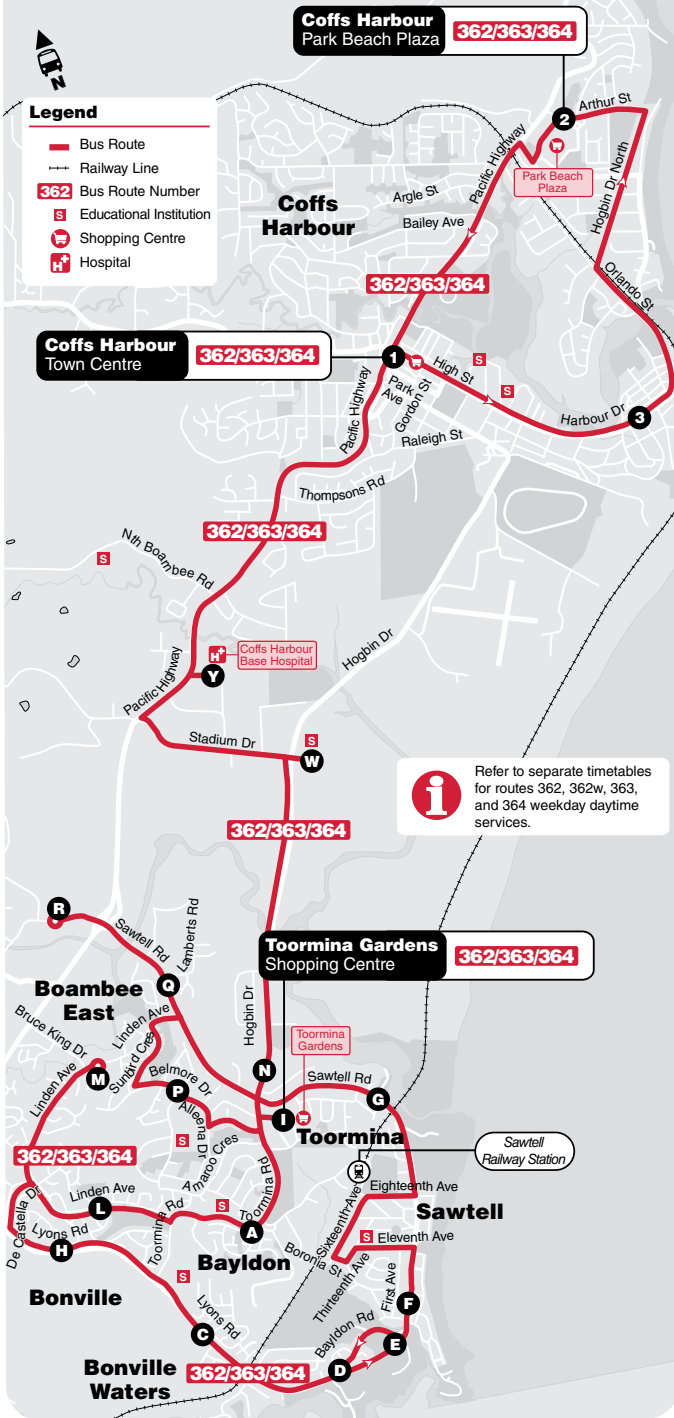 Coffs Harbour
Park Beach Plaza
362/363/364
N
Legend
Bus Route
Railway Line
362 Bus Route Number
S Educational Institution
Shopping Centre
H Hospital
2
Arthur St
Park Beach
Plaza
Pacific Highway
Hogbin Dr North
Argle St
Coffs
Harbour
Bailey Ave
362/363/364
Orlando St
Coffs Harbour
Town Centre
362/363/364
1
High St
S
S
Park
Ave
Gordon St
Pacific Highway
Harbour Dr
3
Raleigh St
Thompsons Rd
362/363/364
Nth Boambee Rd
S
H
Coffs Harbour
Base Hospital
Y
Hogbin Dr
Pacific Highway
Stadium Dr
S
W
i
Refer to separate timetables
for routes 362, 362w, 363,
and 364 weekday daytime
services.
362/363/364
R
Sawtell Rd
Lamberts Rd
Toormina Gardens
Shopping Centre
362/363/364
Q
Boambee
East
Linden Ave
Bruce King Dr
Hogbin Dr
Sunbird Cres
Toormina
Gardens
M
Belmore Dr
N
Sawtell Rd
Linden Ave
P
G
Alleena Dr
I
Toormina
S
Amaroo Cres
Sawtell
Railway Station
362/363/364
Eighteenth Ave
De Castella Dr
Linden Ave
L
Toormina Rd
S
Toormina Rd
Sixteenth Ave
Sawtell
Lyons Rd
H
A
S
Eleventh Ave
Bayldon
Boronia St
Thirteenth Ave
S
Bonville
First Ave
F
C
Lyons Rd
Bayldon Rd
E
Bonville
Waters
362/363/364
D